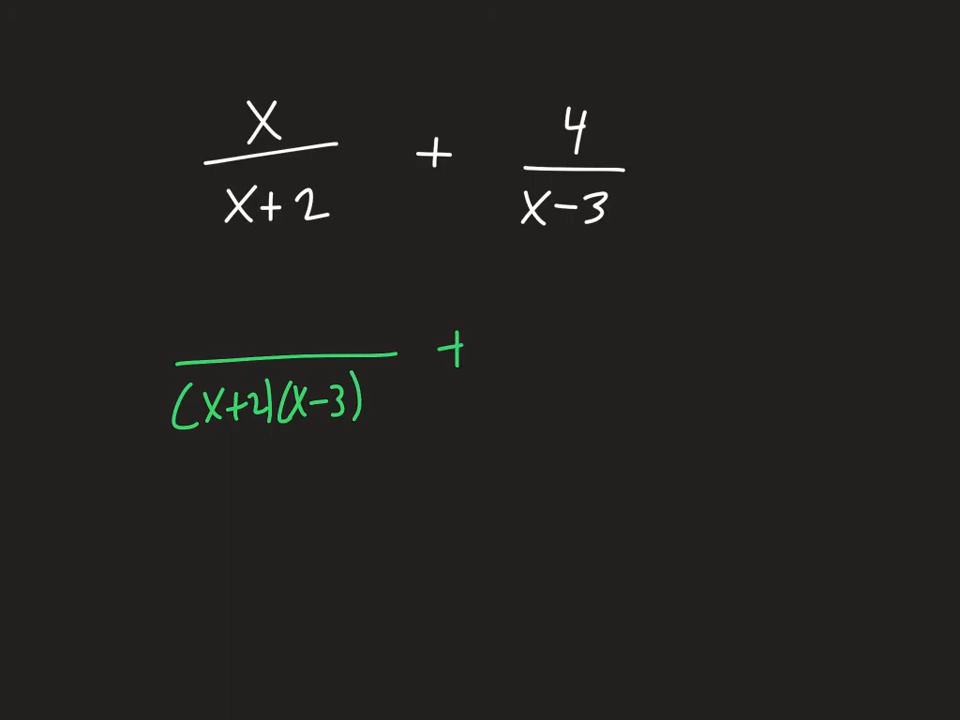 x/(x+2) + 4/(x-3)
/((x+2)(x-3)) +